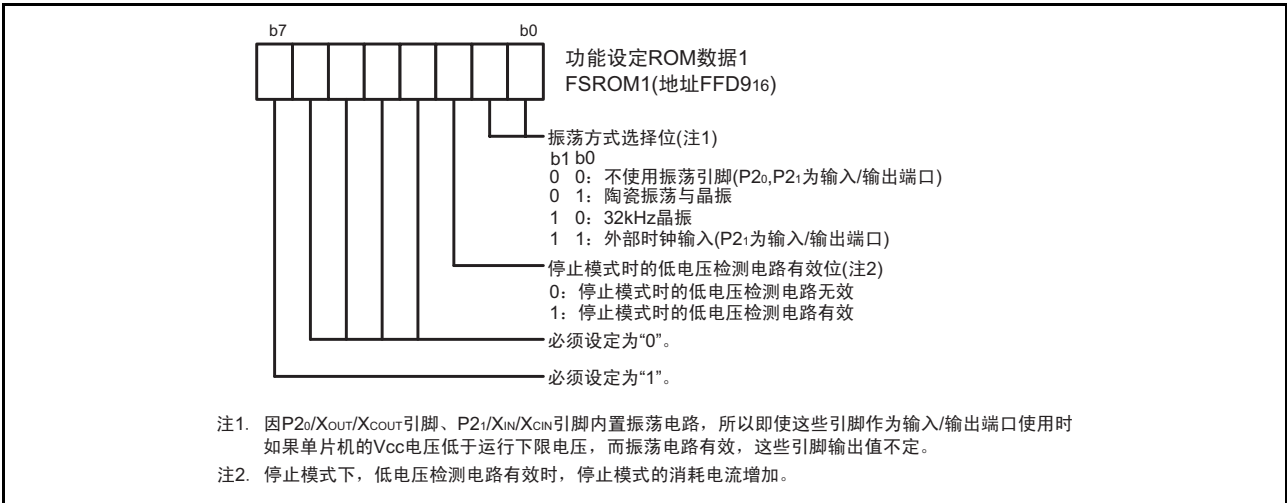 b7 b0
功能设定ROM数据1
FSROM1(地址FFD916)
振荡方式选择位(注1)
b1 b0
0 0：不使用振荡引脚(P20,P21为输入/输出端口)
0 1：陶瓷振荡与晶振
1 0：32kHz晶振
1 1：外部时钟输入(P21为输入/输出端口)
停止模式时的低电压检测电路有效位(注2)
0：停止模式时的低电压检测电路无效
1：停止模式时的低电压检测电路有效
必须设定为“0”。
必须设定为“1”。
注1. 因P20/XOUT/XCOUT引脚、P21/XIN/XCIN引脚内置振荡电路，所以即使这些引脚作为输入/输出端口使用时
如果单片机的Vcc电压低于运行下限电压，而振荡电路有效，这些引脚输出值不定。
注2. 停止模式下，低电压检测电路有效时，停止模式的消耗电流增加。